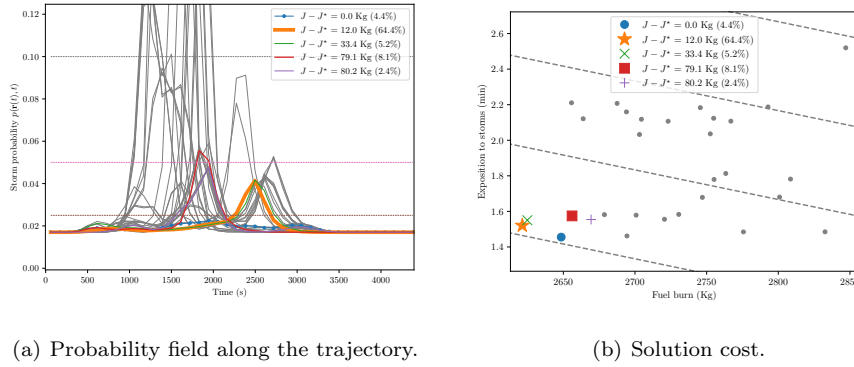 0.12
0.10
0.08
0.06
0.04
0.02
0.00
Storm probability p(r(t), t)
0 500 1000 1500 2000 2500 3000 3500 4000
Time (s)
J − J⋆ = 0.0 Kg (4.4%)
J − J⋆ = 12.0 Kg (64.4%)
J − J⋆ = 33.4 Kg (5.2%)
J − J⋆ = 79.1 Kg (8.1%)
J − J⋆ = 80.2 Kg (2.4%)
(a) Probability field along the trajectory.
2.6
2.4
2.2
2.0
1.8
1.6
1.4
Exposition to storms (min)
2650 2700 2750 2800 285
Fuel burn (Kg)
J − J⋆ = 0.0 Kg (4.4%)
J − J⋆ = 12.0 Kg (64.4%)
J − J⋆ = 33.4 Kg (5.2%)
J − J⋆ = 79.1 Kg (8.1%)
J − J⋆ = 80.2 Kg (2.4%)
(b) Solution cost.